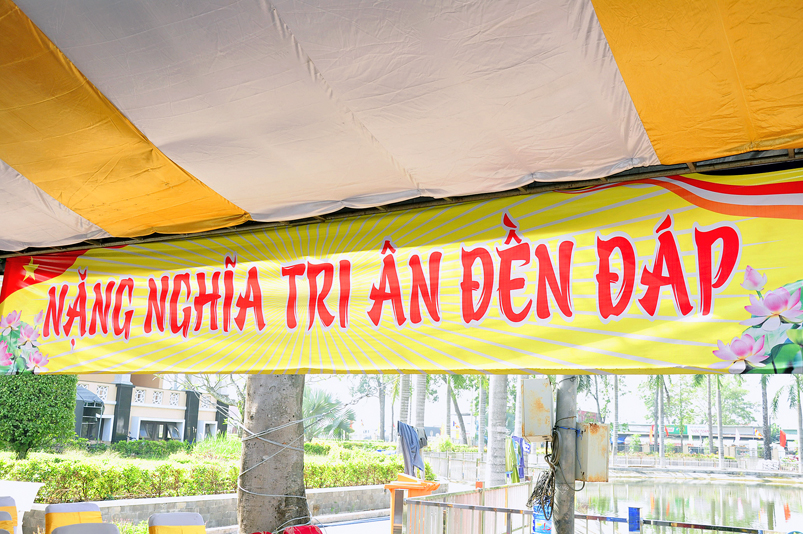 NẶNG NGHĨA TRI ÂN ĐỀN ĐÁP